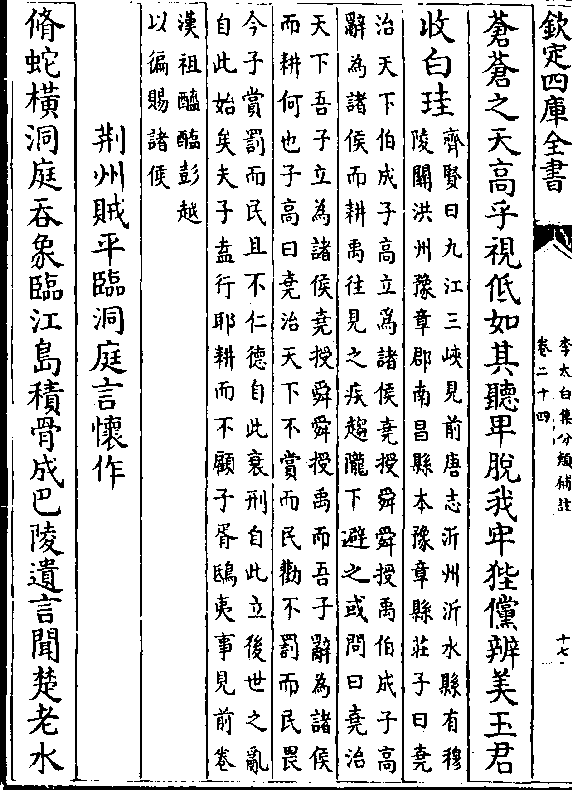 欽定四庫全書
李太白集分類補註
卷二十四
十七
蒼蒼之天高乎視低如其聽卑脫我牢狴儻辨美玉君
收白珪
齊賢曰九江三峽見前唐志沂州沂水縣有穆
陵關洪州豫章郡南昌縣本豫章縣莊子曰堯
治天下伯成子高立為諸侯堯授舜舜授禹伯成子高
辭為諸侯而耕禹往見之疾趨隴下避之或問曰堯治
天下吾子立為諸侯堯授舜舜授禹而吾子辭為諸侯
而耕何也子高曰堯治天下不賞而民勸不罰而民畏
今子賞罰而民且不仁德自此衰刑自此立後世之亂
自此始矣夫子盍行耶耕而不顧子胥鴟夷事見前卷
漢祖醢醢彭越
以徧賜諸侯
荆州賊平臨洞庭言懷作
脩蛇橫洞庭吞象臨江島積骨成巴陵遺言聞楚老水